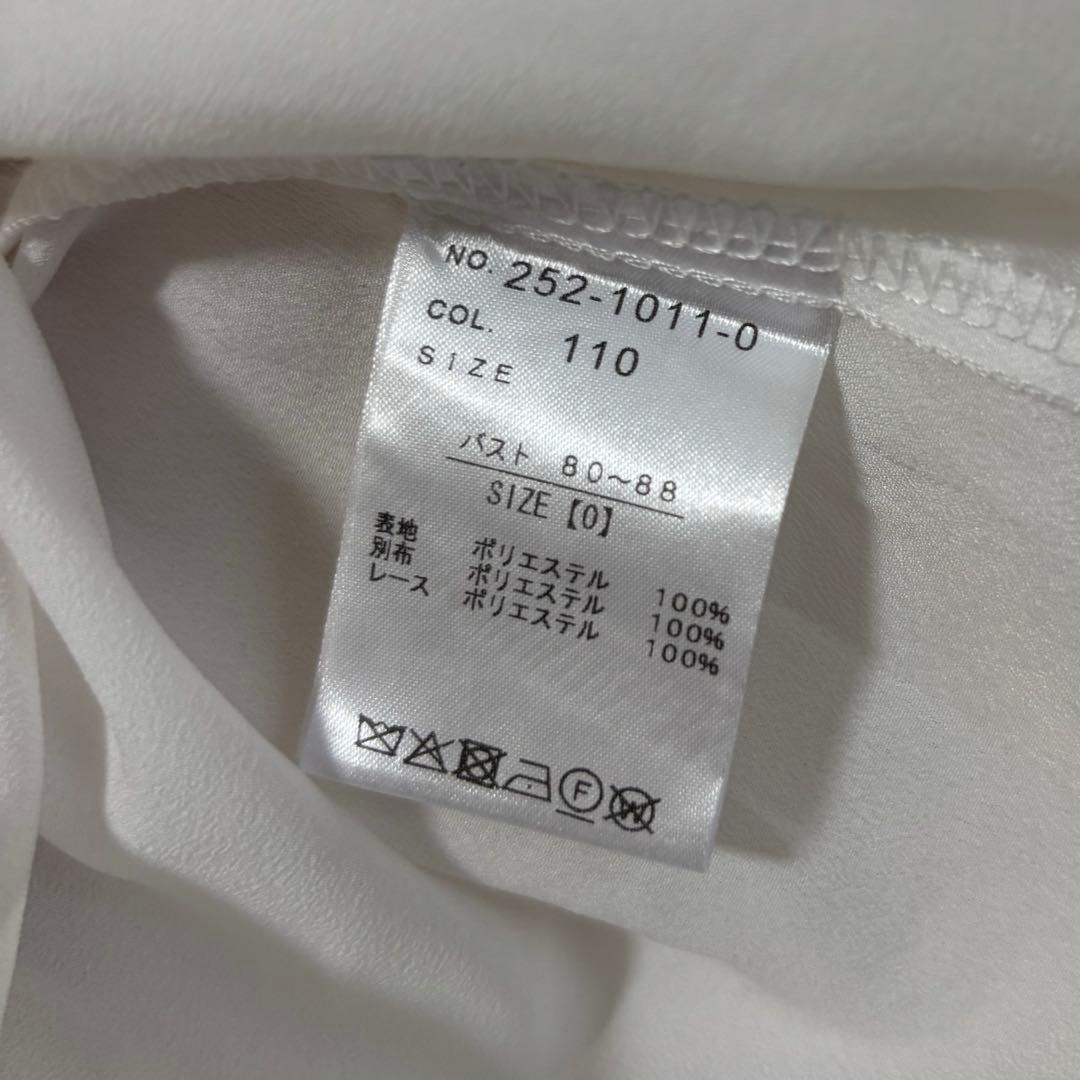 NO. 252-1011-0
COL. 110
SIZE
バスト 80~88
SIZE【0】
表地 ポリエステル 100%
別布 ポリエステル 100%
レース ポリエステル 100%
F W